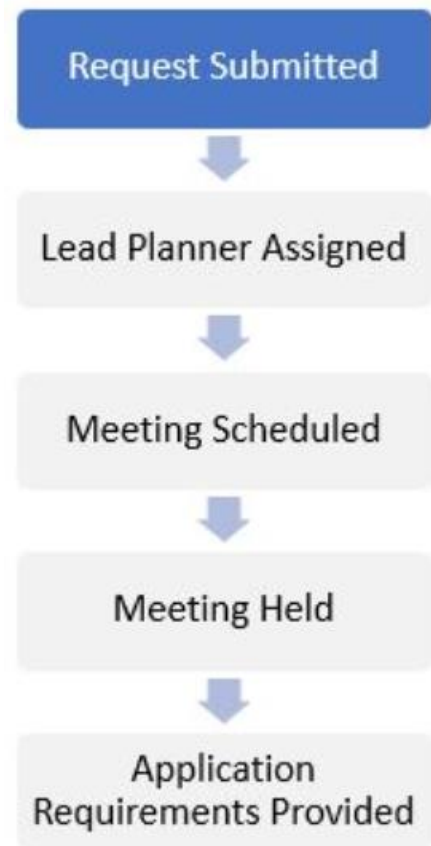 Request Submitted
Lead Planner Assigned
Meeting Scheduled
Meeting Held
Application
Requirements Provided